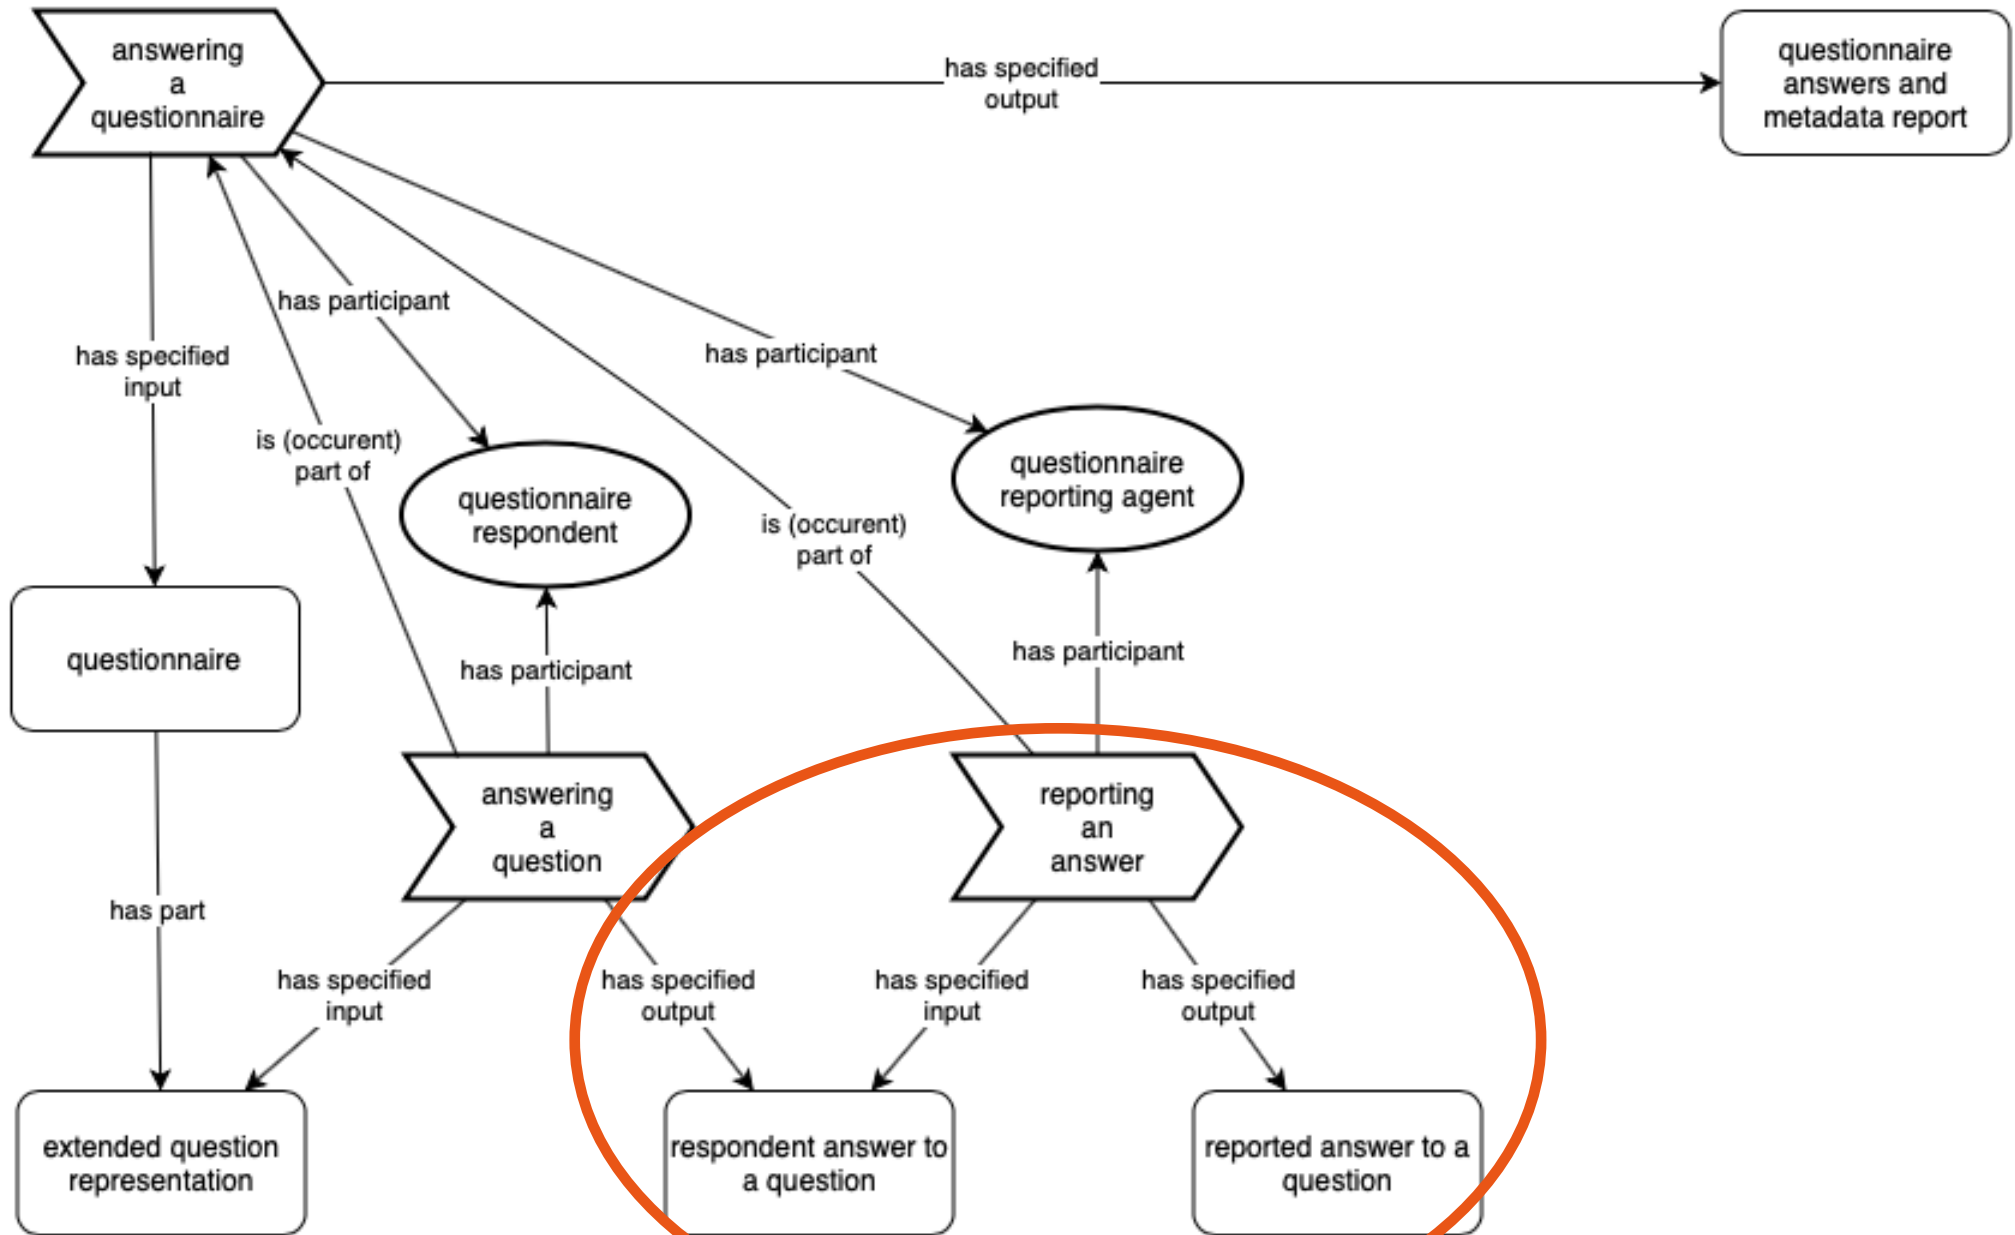 answering
a
questionnaire
has specified
output
questionnaire
answers and
metadata report
has participant
has specified
input
has participant
is (occurent)
part of
questionnaire
respondent
is (occurent)
part of
questionnaire
reporting agent
questionnaire
has participant
has participant
answering
a
question
reporting
an
answer
has part
has specified
input
has specified
output
has specified
input
has specified
output
extended question
representation
respondent answer to
a question
reported answer to a
question